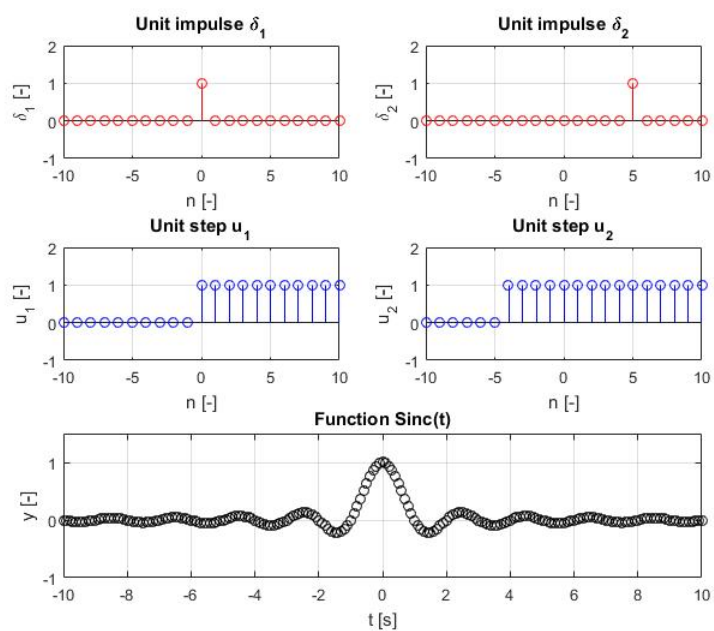 Unit impulse δ1
Unit impulse δ2
2
1
0
-1
δ1 [-]
-10 -5 0 5 10
n [-]
2
1
0
-1
δ2 [-]
-10 -5 0 5 10
n [-]
Unit step u1
Unit step u2
2
1
0
-1
u1 [-]
-10 -5 0 5 10
n [-]
2
1
0
-1
u2 [-]
-10 -5 0 5 10
n [-]
Function Sinc(t)
1
0
-1
y [-]
-10 -8 -6 -4 -2 0 2 4 6 8 10
t [s]